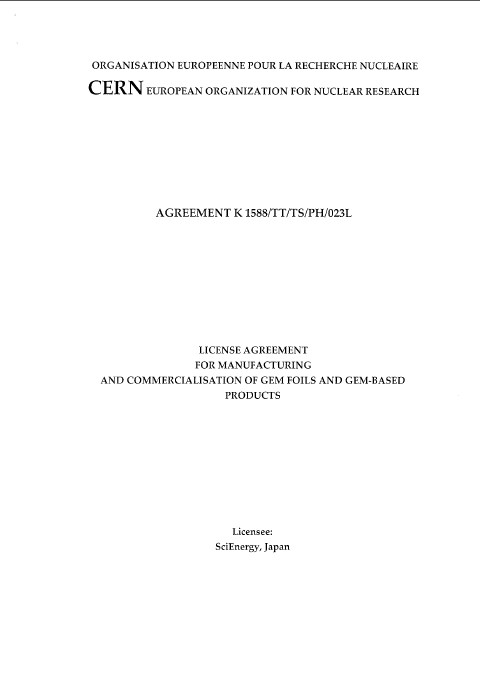 ORGANISATION EUROPEENNE POUR LA RECHERCHE NUCLEAIRE
CERN EUROPEAN ORGANIZATION FOR NUCLEAR RESEARCH
AGREEMENT K 1588/TT/TS/PH/023L
LICENSE AGREEMENT
FOR MANUFACTURING
AND COMMERCIALISATION OF GEM FOILS AND GEM-BASED
PRODUCTS
Licensee:
SciEnergy, Japan